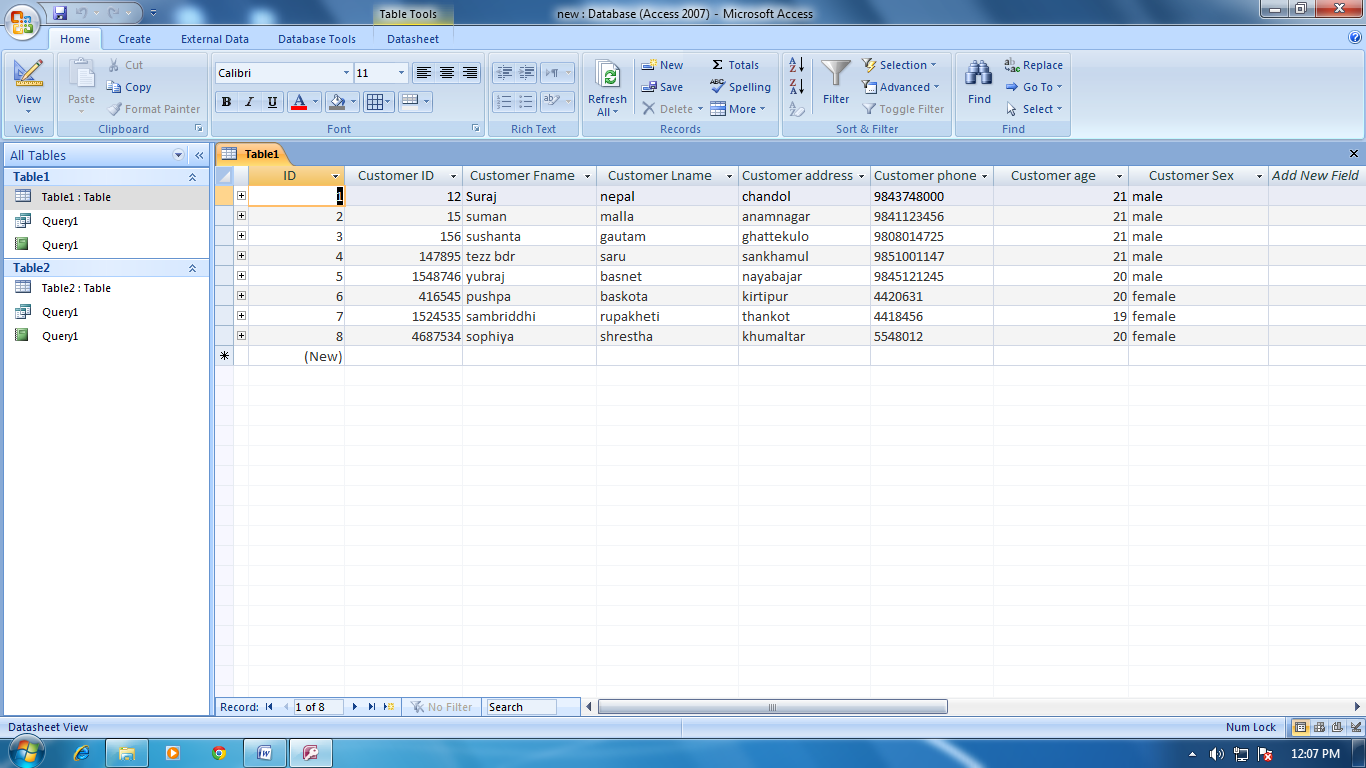 Table Tools new : Database (Access 2007) - Microsoft Access
Home Create External Data Database Tools Datasheet
View Paste Cut Copy Format Painter
Calibri 11
B I U A ab
Refresh All New Save Delete Σ Totals ABC Spelling More
Filter Selection Advanced Toggle Filter
Find Replace Go To Select
Views Clipboard Font Rich Text Records Sort & Filter Find
All Tables «
Table1
Table1 : Table
Query1
Query1
Table2
Table2 : Table
Query1
Query1
Table1
ID Customer ID Customer Fname Customer Lname Customer address Customer phone Customer age Customer Sex Add New Field
1 12 Suraj nepal chandol 9843748000 21 male
2 15 suman malla anamnagar 9841123456 21 male
3 156 sushanta gautam ghattekulo 9808014725 21 male
4 147895 tezz bdr saru sankhamul 9851001147 21 male
5 1548746 yubraj basnet nayabajar 9845121245 20 male
6 416545 pushpa baskota kirtipur 4420631 20 female
7 1524535 sambriddhi rupakheti thankot 4418456 19 female
8 4687534 sophiya shrestha khumaltar 5548012 20 female
(New)
Record: 1 of 8 No Filter Search
Datasheet View Num Lock
12:07 PM